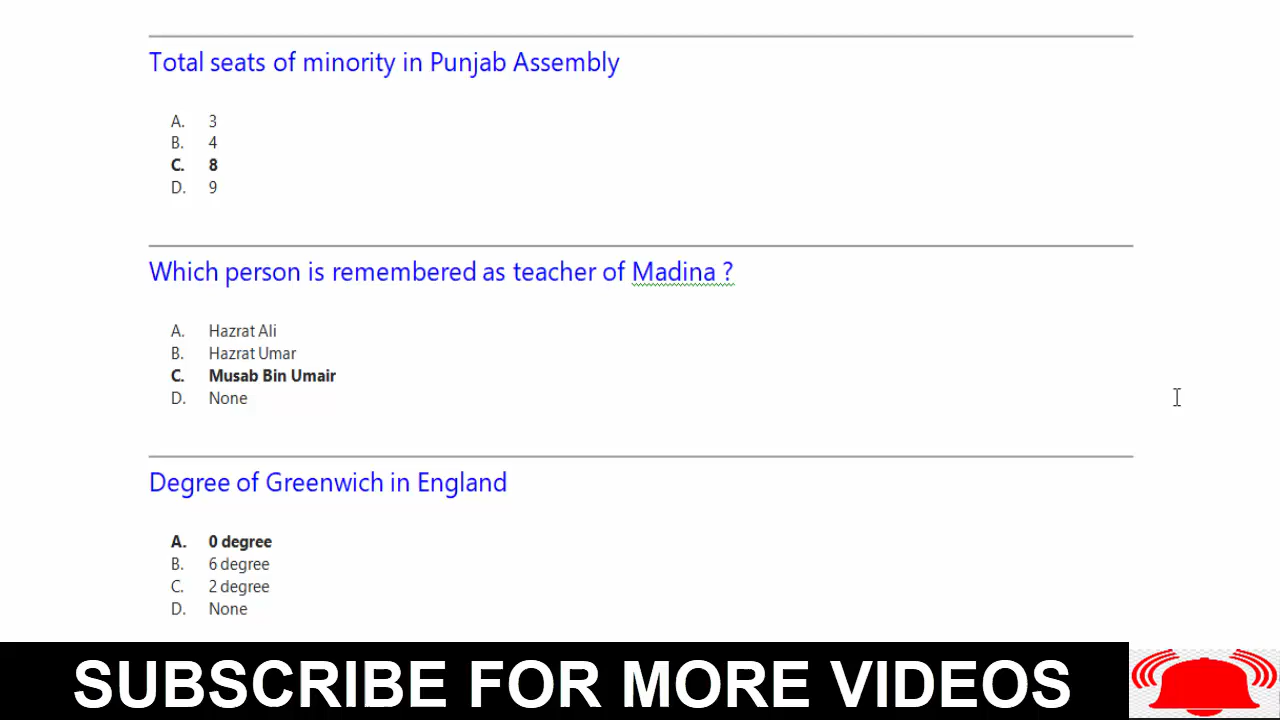 Total seats of minority in Punjab Assembly
A. 3
B. 4
C. 8
D. 9
Which person is remembered as teacher of Madina ?
A. Hazrat Ali
B. Hazrat Umar
C. Musab Bin Umair
D. None
Degree of Greenwich in England
A. 0 degree
B. 6 degree
C. 2 degree
D. None
SUBSCRIBE FOR MORE VIDEOS